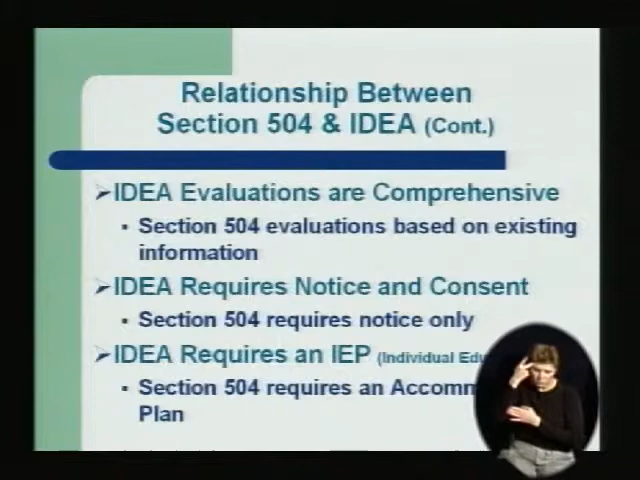 Relationship Between
Section 504 & IDEA (Cont.)
➢IDEA Evaluations are Comprehensive
▪ Section 504 evaluations based on existing
information
➢IDEA Requires Notice and Consent
▪ Section 504 requires notice only
➢IDEA Requires an IEP (Individual
▪ Section 504 requires an
Plan